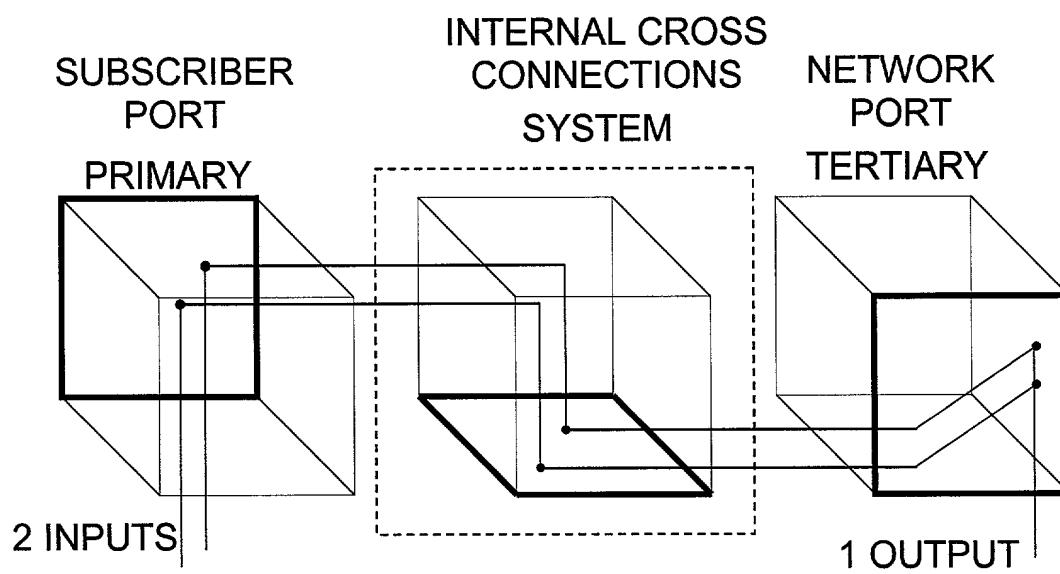 SUBSCRIBER
PORT
PRIMARY
INTERNAL CROSS
CONNECTIONS
SYSTEM
NETWORK
PORT
TERTIARY
2 INPUTS
1 OUTPUT